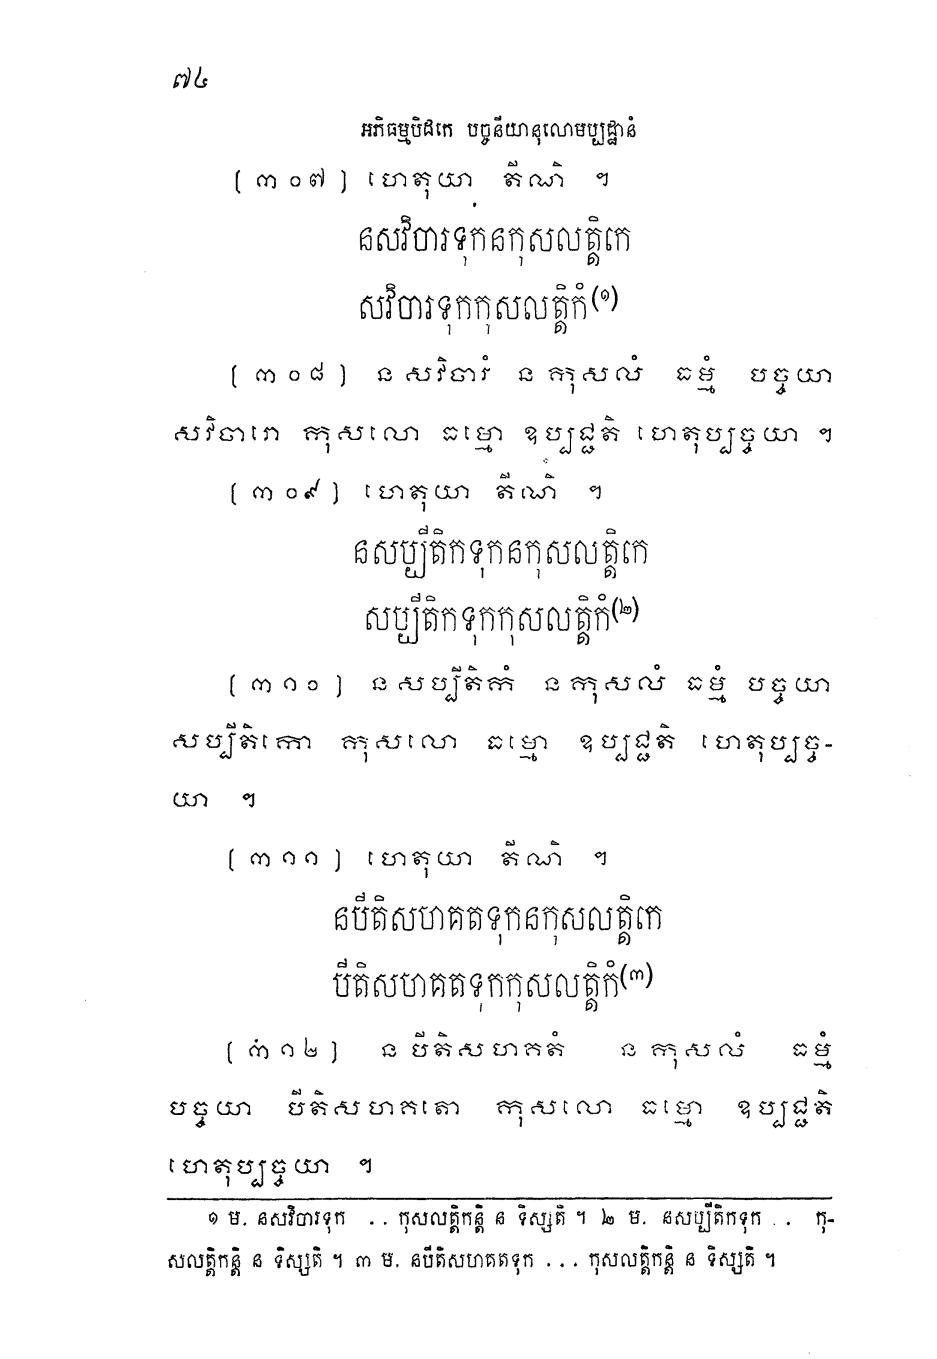 ៧៤
អភិធម្មបិដកេ បច្ចនីយានុលោមប្បដ្ឋានំ
(៣០៧) ហេតុយា តីណិ ។
នសវិចារទុកនកុសលត្តិកេ
សវិចារទុកកុសលត្តិកំ(១)
(៣០៨) ន សវិចារំ ន កុសលំ ធម្មំ បច្ចយា
សវិចារោ កុសលោ ធម្មោ ឧប្បជ្ជតិ ហេតុប្បច្ចយា ។
(៣០៩) ហេតុយា តីណិ ។
នសប្បីតិកទុកនកុសលត្តិកេ
សប្បីតិកទុកកុសលត្តិកំ(២)
(៣១០) ន សប្បីតិកំ ន កុសលំ ធម្មំ បច្ចយា
សប្បីតិកោ កុសលោ ធម្មោ ឧប្បជ្ជតិ ហេតុប្បច្ច-
យា ។
(៣១១) ហេតុយា តីណិ ។
នបីតិសហគតទុកនកុសលត្តិកេ
បីតិសហគតទុកកុសលត្តិកំ(៣)
(៣១២) ន បីតិសហគតំ ន កុសលំ ធម្មំ
បច្ចយា បីតិសហគតោ កុសលោ ធម្មោ ឧប្បជ្ជតិ
ហេតុប្បច្ចយា ។
១ ម. នសវិចារទុក .. កុសលត្តិកន្តិ ន ទិស្សតិ ។ ២ ម. នសប្បីតិកទុក .. កុ-
សលត្តិកន្តិ ន ទិស្សតិ ។ ៣ ម. នបីតិសហគតទុក ... កុសលត្តិកន្តិ ន ទិស្សតិ ។